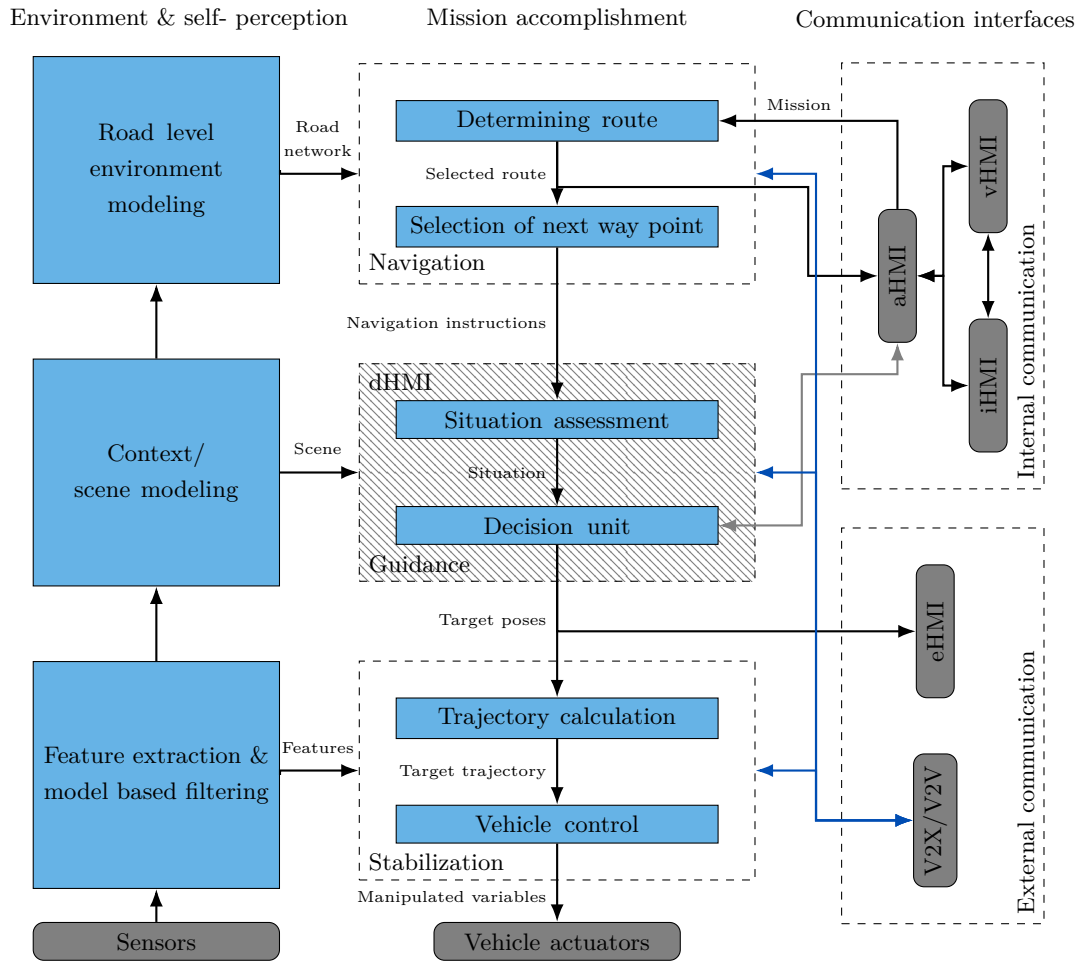 Environment & self- perception
Mission accomplishment
Communication interfaces
Road level
environment
modeling
Road
network
Determining route
Selected route
Selection of next way point
Navigation
Mission
aHMI
vHMI
iHMI
Internal communication
Navigation instructions
Context/
scene modeling
Scene
dHMI
Situation assessment
Situation
Decision unit
Guidance
Target poses
eHMI
V2X/V2V
External communication
Feature extraction &
model based filtering
Features
Trajectory calculation
Target trajectory
Vehicle control
Stabilization
Manipulated variables
Sensors
Vehicle actuators